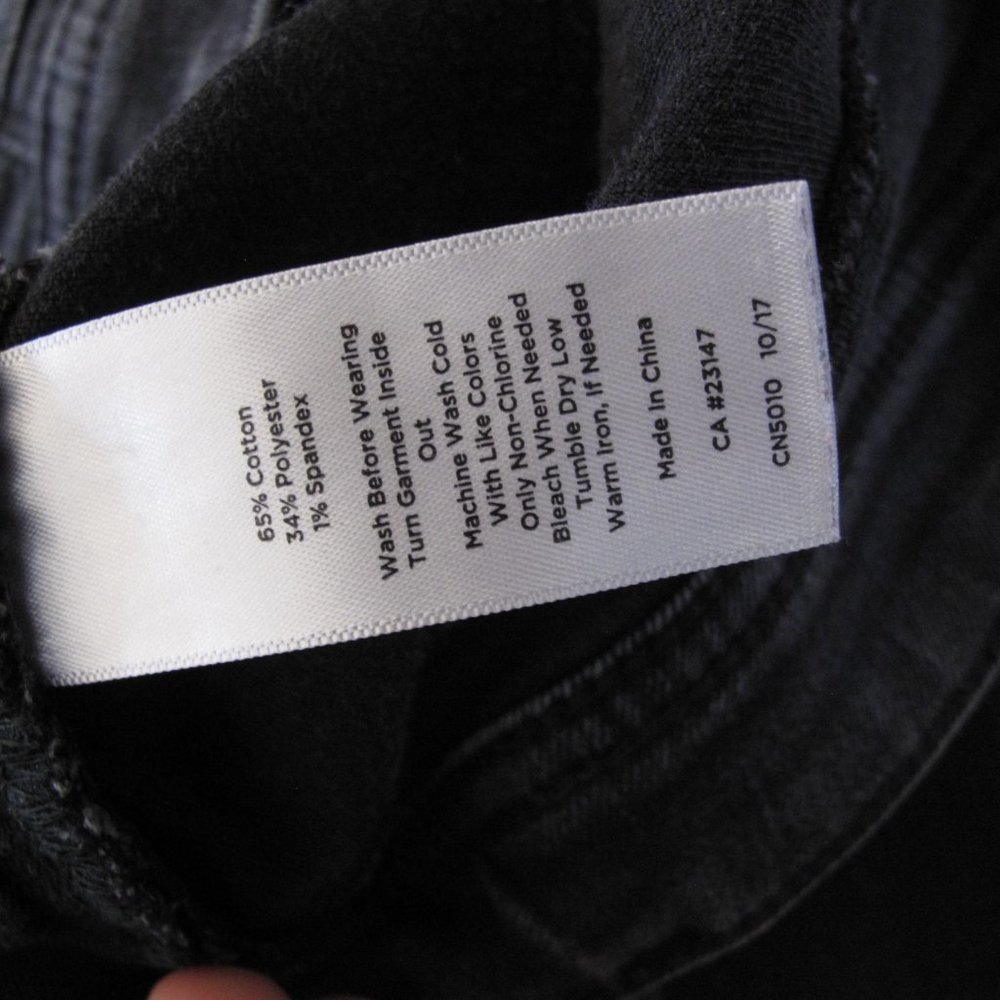 65% Cotton
34% Polyester
1% Spandex
Wash Before Wearing
Turn Garment Inside
Out
Machine Wash Cold
With Like Colors
Only Non-Chlorine
Bleach When Needed
Tumble Dry Low
Warm Iron, If Needed
Made In China
CA #23147
CN5010 10/17